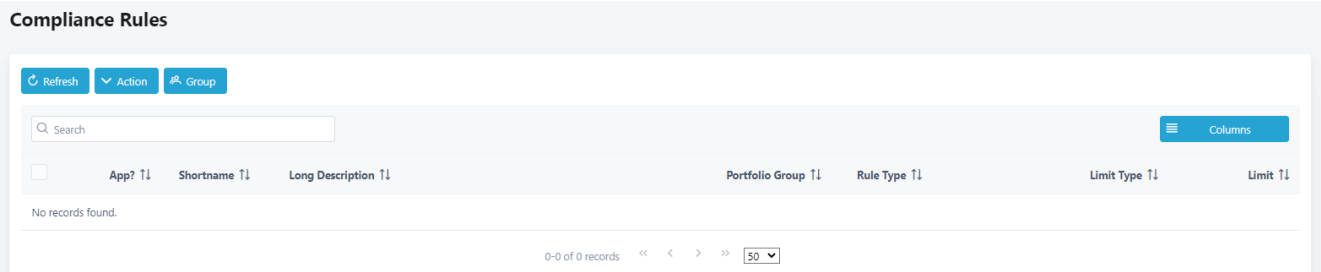 Compliance Rules
Refresh Action Group
Search Columns
App? Shortname Long Description Portfolio Group Rule Type Limit Type Limit
No records found.
0-0 of 0 records 50